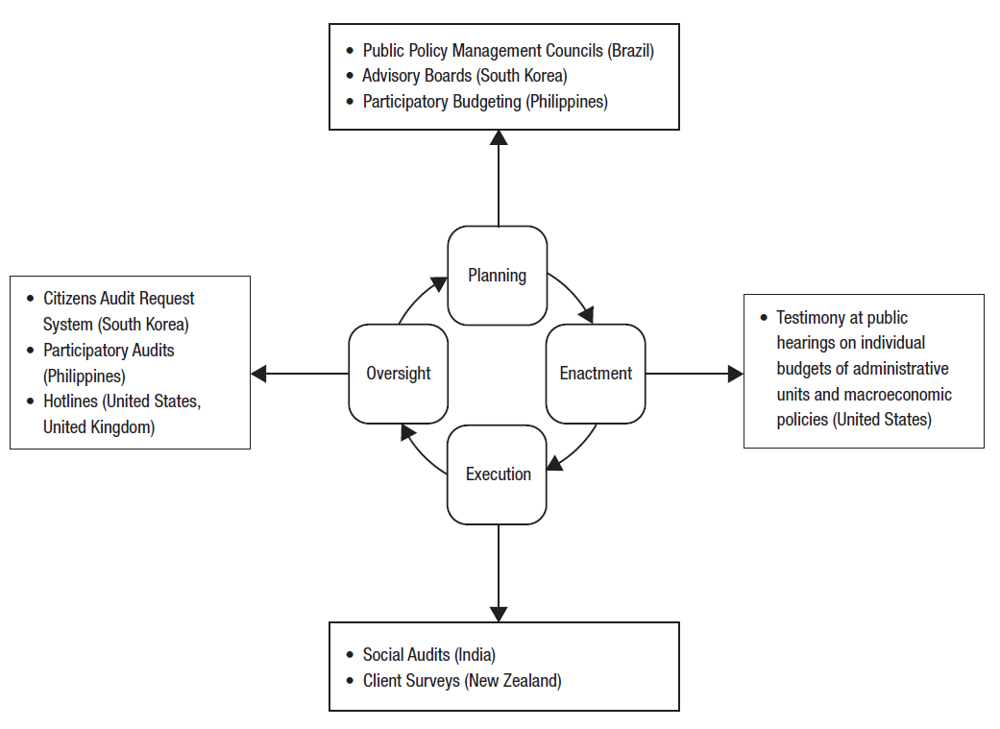 • Public Policy Management Councils (Brazil)
• Advisory Boards (South Korea)
• Participatory Budgeting (Philippines)
Planning
• Citizens Audit Request
System (South Korea)
• Participatory Audits
(Philippines)
• Hotlines (United States,
United Kingdom)
Oversight
Enactment
• Testimony at public
hearings on individual
budgets of administrative
units and macroeconomic
policies (United States)
Execution
• Social Audits (India)
• Client Surveys (New Zealand)